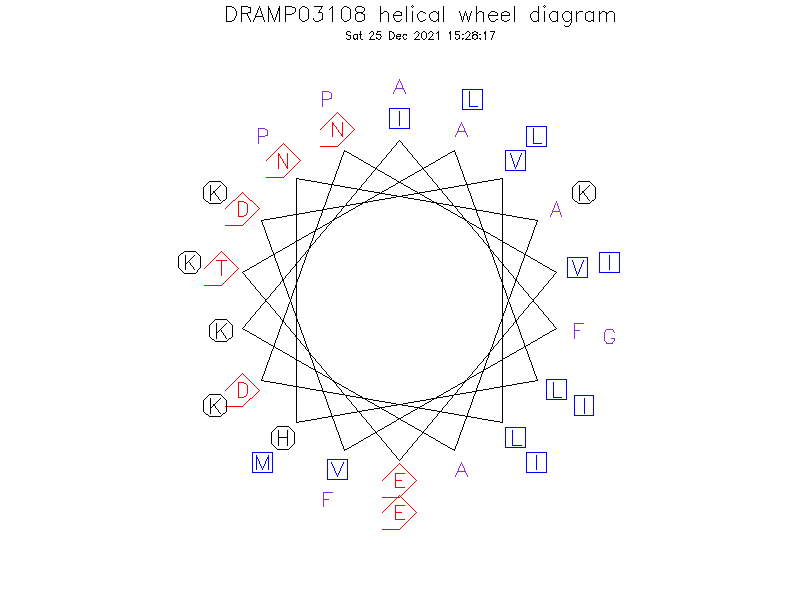 DRAMP03108 helical wheel diagram
Sat 25 Dec 2021 15:28:17
A
P L
I
N A
P L
N V
K K
D A
K T V I
K F G
D L
K I
H L
M V A I
E
F
E